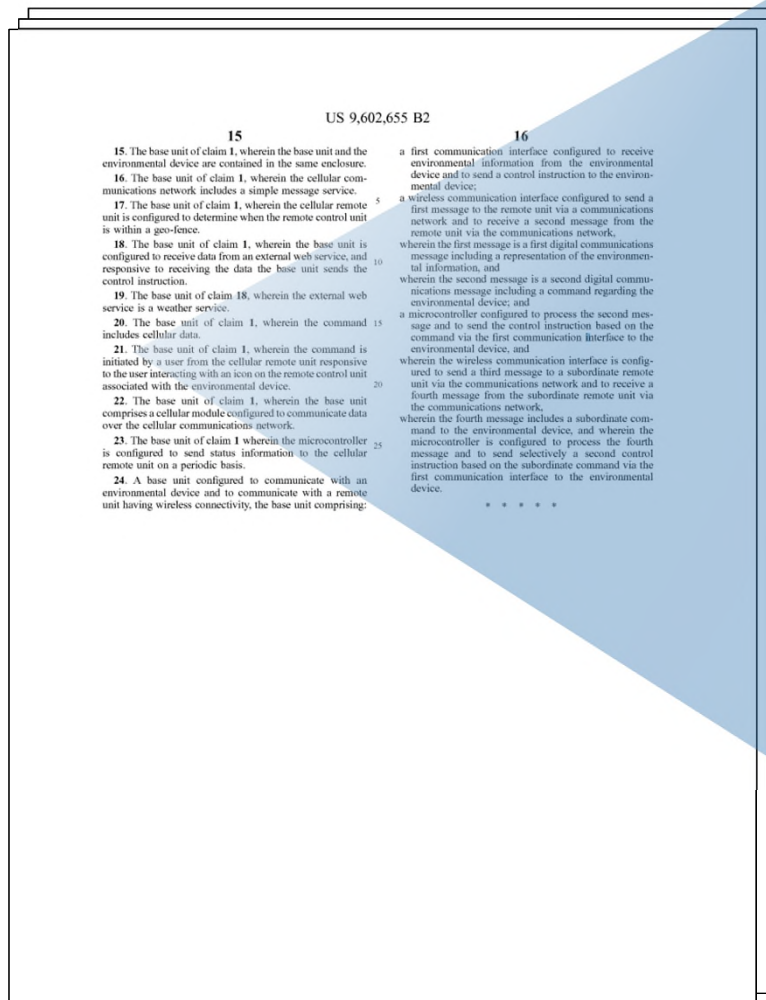 US 9,602,655 B2
15
15. The base unit of claim 1, wherein the base unit and the
environmental device are contained in the same enclosure.
16. The base unit of claim 1, wherein the cellular com-
munications network includes a simple message service.
17. The base unit of claim 1, wherein the cellular remote
unit is configured to determine when the remote control unit
is within a geo-fence.
18. The base unit of claim 1, wherein the base unit is
configured to receive data from an external web service, and
responsive to receiving the data the base unit sends the
control instruction.
19. The base unit of claim 18, wherein the external web
service is a weather service.
20. The base unit of claim 1, wherein the command
includes cellular data.
21. The base unit of claim 1, wherein the command is
initiated by a user from the cellular remote unit responsive
to the user interacting with an icon on the remote control unit
associated with the environmental device.
22. The base unit of claim 1, wherein the base unit
comprises a cellular module configured to communicate data
over the cellular communications network.
23. The base unit of claim 1 wherein the microcontroller
is configured to send status information to the cellular
remote unit on a periodic basis.
24. A base unit configured to communicate with an
environmental device and to communicate with a remote
unit having wireless connectivity, the base unit comprising:
5
10
15
20
25
16
a first communication interface configured to receive
environmental information from the environmental
device and to send a control instruction to the environ-
mental device;
a wireless communication interface configured to send a
first message to the remote unit via a communications
network and to receive a second message from the
remote unit via the communications network,
wherein the first message is a first digital communications
message including a representation of the environmen-
tal information, and
wherein the second message is a second digital commu-
nications message including a command regarding the
environmental device; and
a microcontroller configured to process the second mes-
sage and to send the control instruction based on the
command via the first communication interface to the
environmental device, and
wherein the wireless communication interface is config-
ured to send a third message to a subordinate remote
unit via the communications network and to receive a
fourth message from the subordinate remote unit via
the communications network,
wherein the fourth message includes a subordinate com-
mand to the environmental device, and wherein the
microcontroller is configured to process the fourth
message and to send selectively a second control
instruction based on the subordinate command via the
first communication interface to the environmental
device.
* * * * *